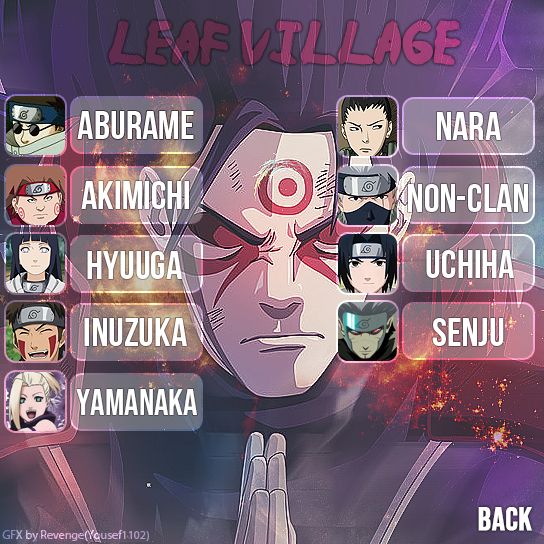 LEAF VILLAGE
ABURAME
AKIMICHI
HYUUGA
INUZUKA
YAMANAKA
NARA
NON-CLAN
UCHIHA
SENJU
BACK
GFX by Revenge(Yousef1102)